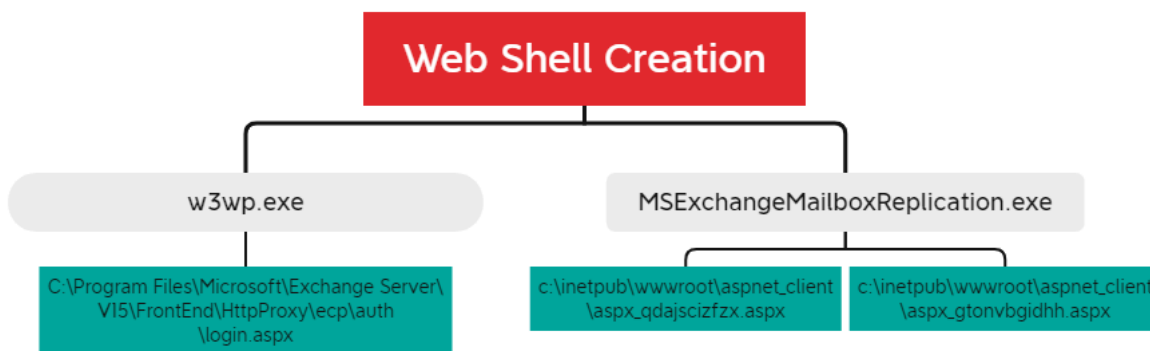 Web Shell Creation
w3wp.exe
MSExchangeMailboxReplication.exe
C:\Program Files\Microsoft\Exchange Server\
V15\FrontEnd\HttpProxy\ecp\auth
\login.aspx
c:\inetpub\wwwroot\aspnet_client
\aspx_qdajscizfzx.aspx
c:\inetpub\wwwroot\aspnet_client
\aspx_gtonvbgidhh.aspx